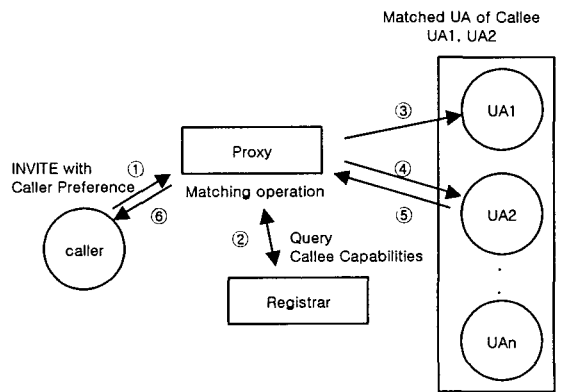 Matched UA of Callee
UA1, UA2
③
UA1
Proxy
INVITE with
Caller Preference
①
④
Matching operation
⑥
⑤
UA2
caller
②
Query
Callee Capabilities
Registrar
UAn